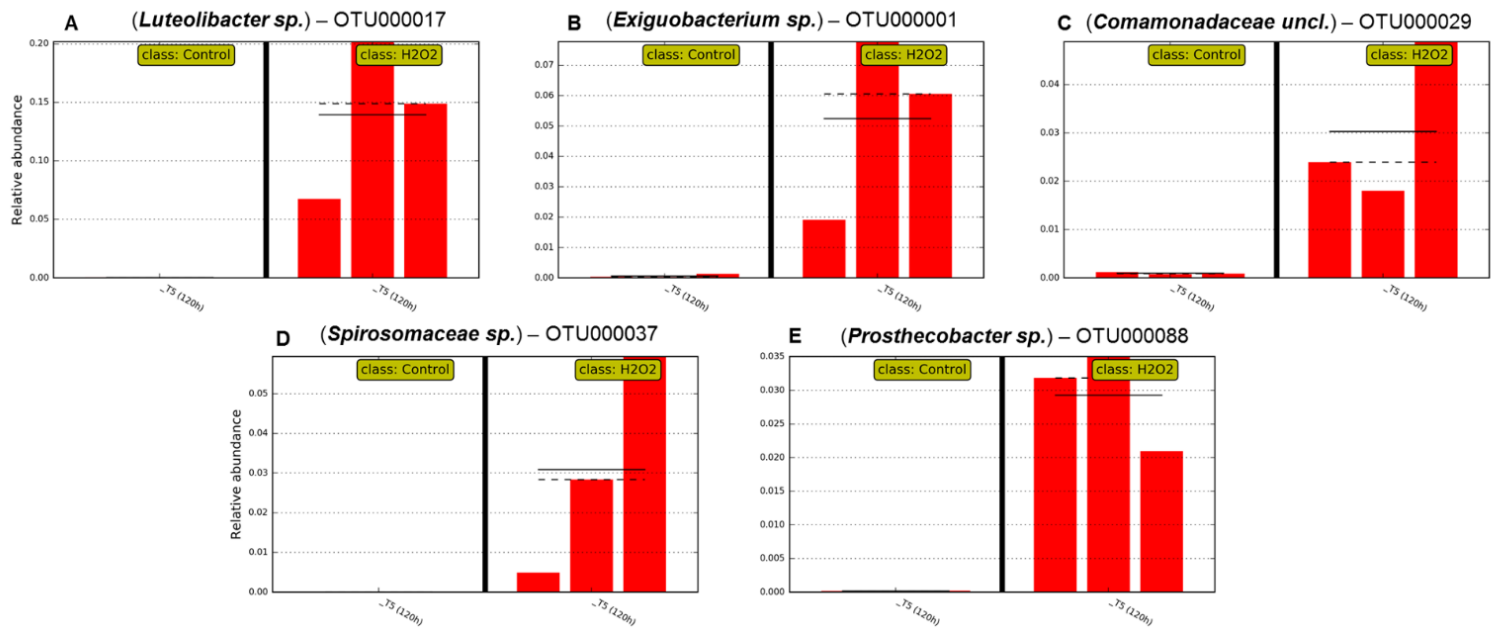 A (Luteolibacter sp.) – OTU000017
class: Control
class: H2O2
Relative abundance
0.20
0.15
0.10
0.05
0.00
_T5 (120h)
_T5 (120h)
B (Exiguobacterium sp.) – OTU000001
class: Control
class: H2O2
0.07
0.06
0.05
0.04
0.03
0.02
0.01
0.00
_T5 (120h)
_T5 (120h)
C (Comamonadaceae uncl.) – OTU000029
class: Control
class: H2O2
0.04
0.03
0.02
0.01
0.00
_T5 (120h)
_T5 (120h)
D (Spirosomaceae sp.) – OTU000037
class: Control
class: H2O2
Relative abundance
0.05
0.04
0.03
0.02
0.01
0.00
_T5 (120h)
_T5 (120h)
E (Prosthecobacter sp.) – OTU000088
class: Control
class: H2O2
0.035
0.030
0.025
0.020
0.015
0.010
0.005
0.000
_T5 (120h)
_T5 (120h)